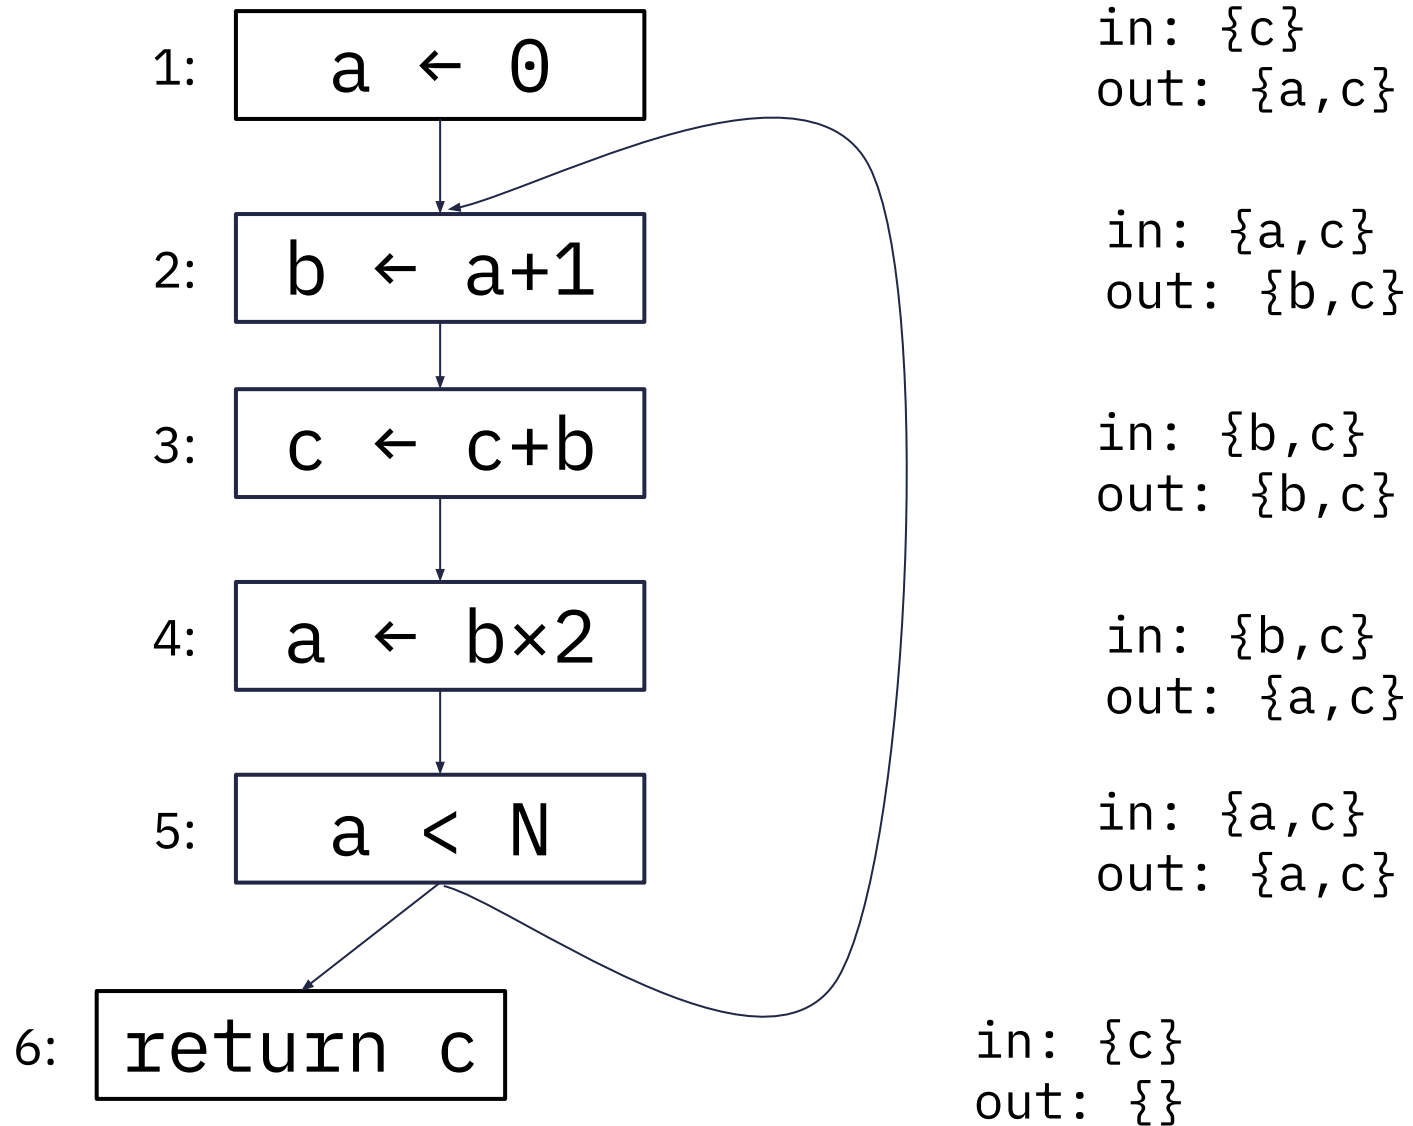 1:
a ← 0
in: {c}
out: {a,c}
2:
b ← a+1
in: {a,c}
out: {b,c}
3:
c ← c+b
in: {b,c}
out: {b,c}
4:
a ← b×2
in: {b,c}
out: {a,c}
5:
a < N
in: {a,c}
out: {a,c}
6:
return c
in: {c}
out: {}